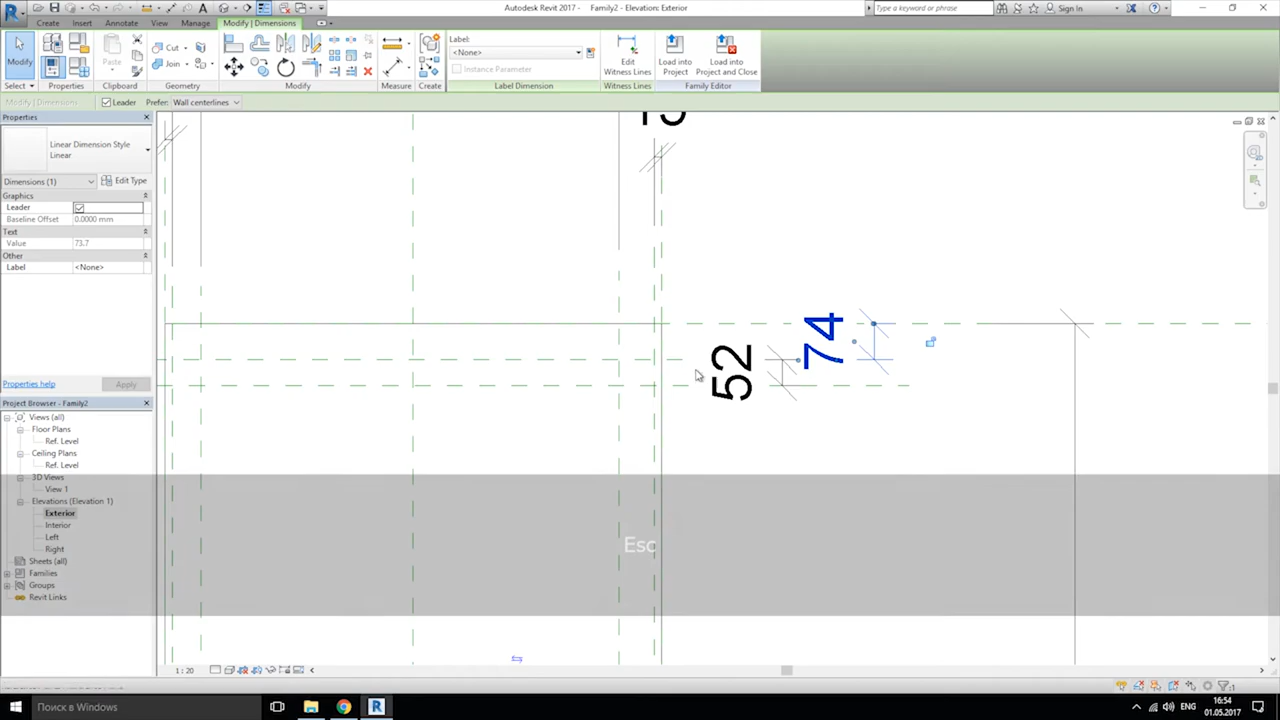 Autodesk Revit 2017 - Family2 - Elevation: Exterior
Type a keyword or phrase
Sign In
Create Insert Annotate View Manage Modify | Dimensions
Modify
Paste
Cut
Join
Label:
<None>
Instance Parameter
Edit
Witness Lines
Load into
Project
Load into
Project and Close
Select Properties Clipboard Geometry Modify Measure Create Label Dimension Witness Lines Family Editor
Modify | Dimensions
Leader Prefer: Wall centerlines
Properties
Linear Dimension Style
Linear
Dimensions (1)
Edit Type
Graphics
Leader
Baseline Offset 0.0000 mm
Text
Value 73.7
Other
Label <None>
Properties help
Apply
Project Browser - Family2
Views (all)
Floor Plans
Ref. Level
Ceiling Plans
Ref. Level
3D Views
View 1
Elevations (Elevation 1)
Exterior
Interior
Left
Right
Sheets (all)
Families
Groups
Revit Links
52
74
Esc
1 : 20
:1
Поиск в Windows
ENG
16:54
01.05.2017